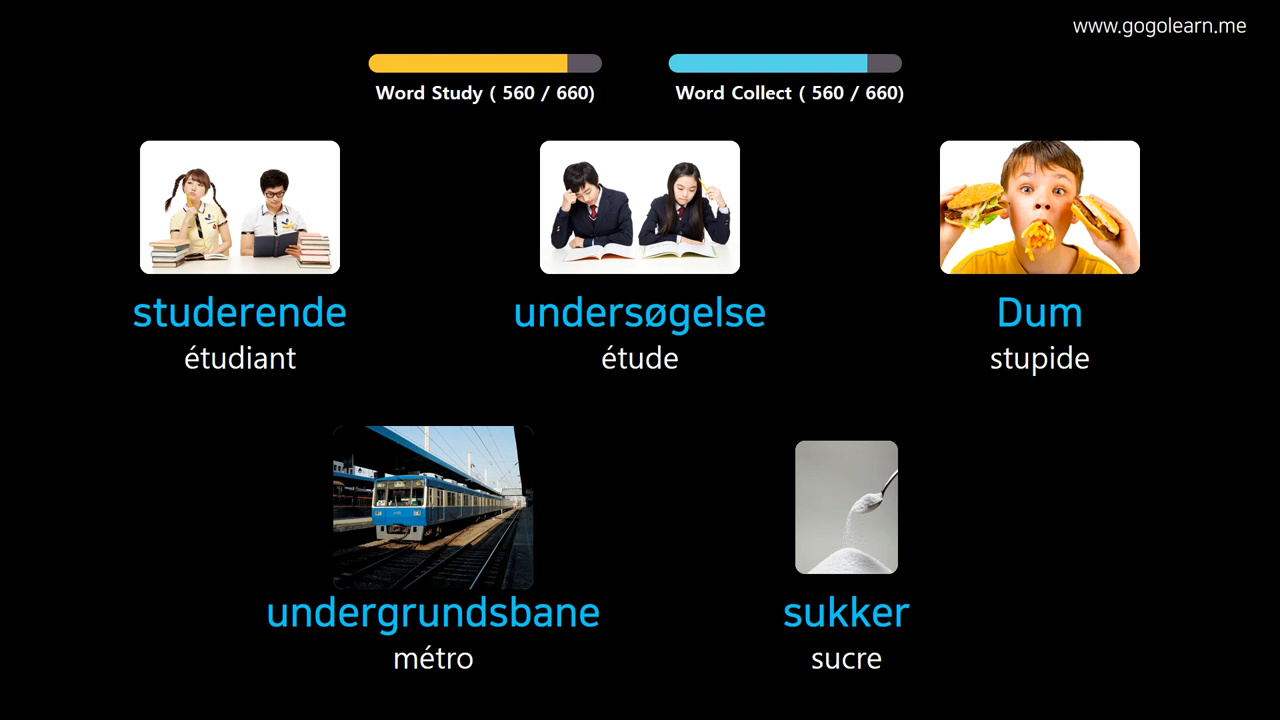 www.gogolearn.me
Word Study ( 560 / 660)
Word Collect ( 560 / 660)
studerende
étudiant
undersøgelse
étude
Dum
stupide
undergrundsbane
métro
sukker
sucre